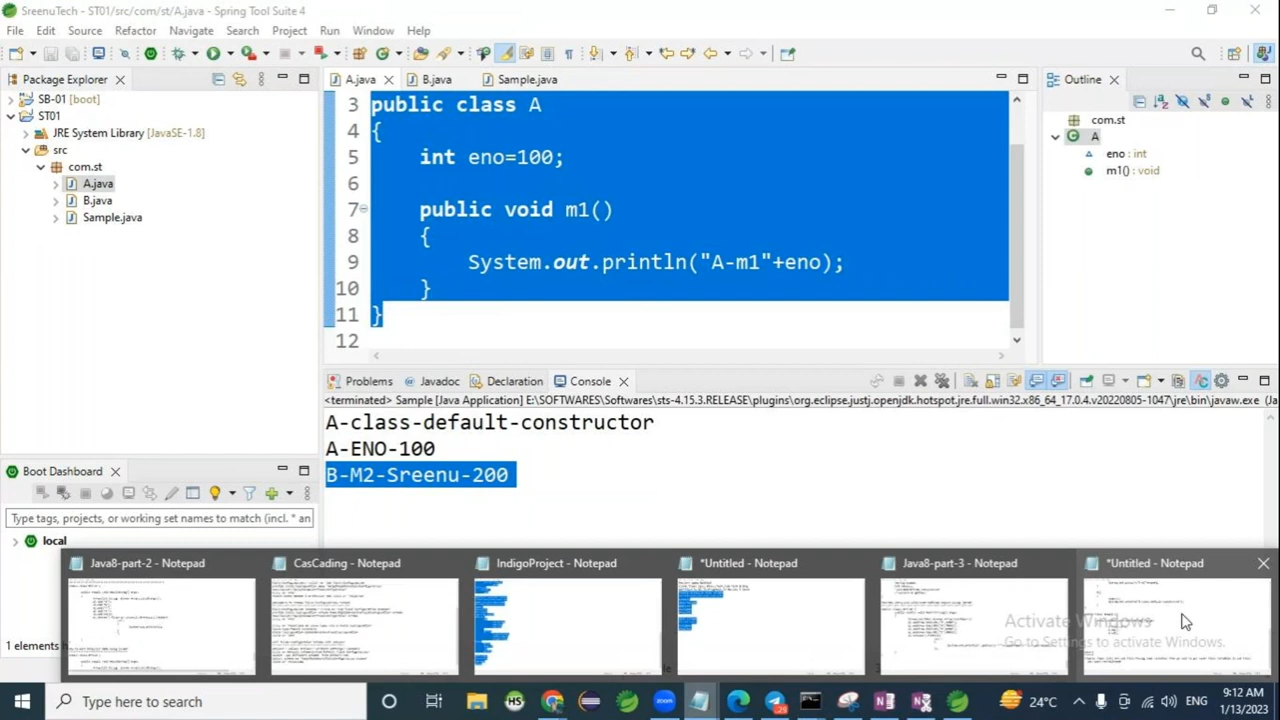 SreenuTech - ST01/src/com/st/A.java - Spring Tool Suite 4
File Edit Source Refactor Navigate Search Project Run Window Help
Package Explorer
SB-01 [boot]
ST01
JRE System Library [JavaSE-1.8]
src
com.st
A.java
B.java
Sample.java
A.java B.java Sample.java
3 public class A
4 {
5 int eno=100;
6
7 public void m1()
8 {
9 System.out.println("A-m1"+eno);
10 }
11 }
12
Outline
com.st
A
eno : int
m1() : void
Problems Javadoc Declaration Console
<terminated> Sample [Java Application] E:\SOFTWARES\Softwares\sts-4.15.3.RELEASE\plugins\org.eclipse.justj.openjdk.hotspot.jre.full.win32.x86_64_17.0.4.v20220805-1047\jre\bin\javaw.exe (Ja
A-class-default-constructor
A-ENO-100
B-M2-Sreenu-200
Boot Dashboard
Type tags, projects, or working set names to match (incl. * an
local
1 elements
Java8-part-2 - Notepad
CasCading - Notepad
IndigoProject - Notepad
*Untitled - Notepad
Java8-part-3 - Notepad
*Untitled - Notepad
Activate Windows
to settings to activate Windows.
Type here to search
HS
zoom
28
24°C
ENG
9:12 AM
1/13/2023